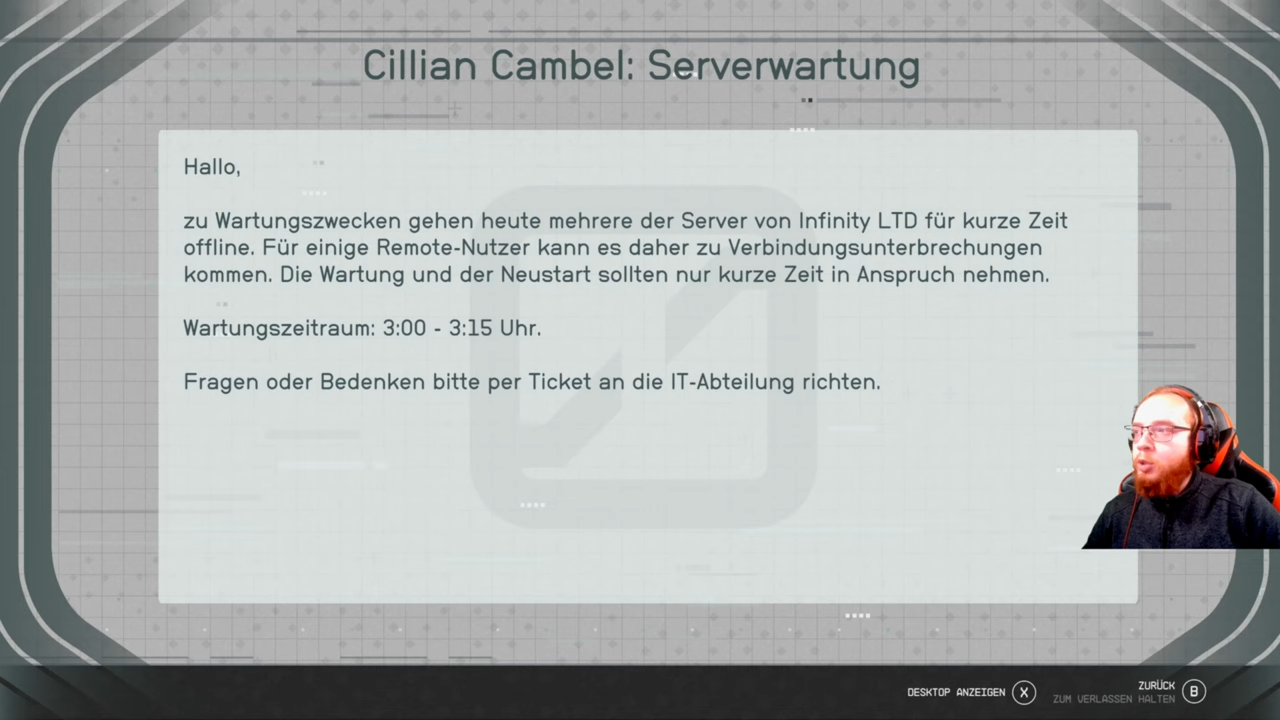 Cillian Cambel: Serverwartung
Hallo,
zu Wartungszwecken gehen heute mehrere der Server von Infinity LTD für kurze Zeit
offline. Für einige Remote-Nutzer kann es daher zu Verbindungsunterbrechungen
kommen. Die Wartung und der Neustart sollten nur kurze Zeit in Anspruch nehmen.
Wartungszeitraum: 3:00 - 3:15 Uhr.
Fragen oder Bedenken bitte per Ticket an die IT-Abteilung richten.
DESKTOP ANZEIGEN X
ZURÜCK B
ZUM VERLASSEN HALTEN